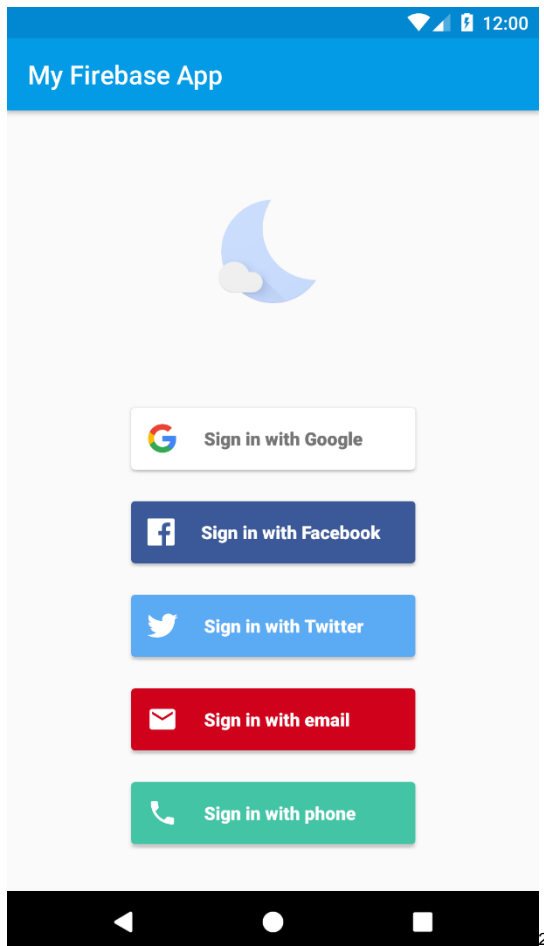 12:00
My Firebase App
Sign in with Google
Sign in with Facebook
Sign in with Twitter
Sign in with email
Sign in with phone